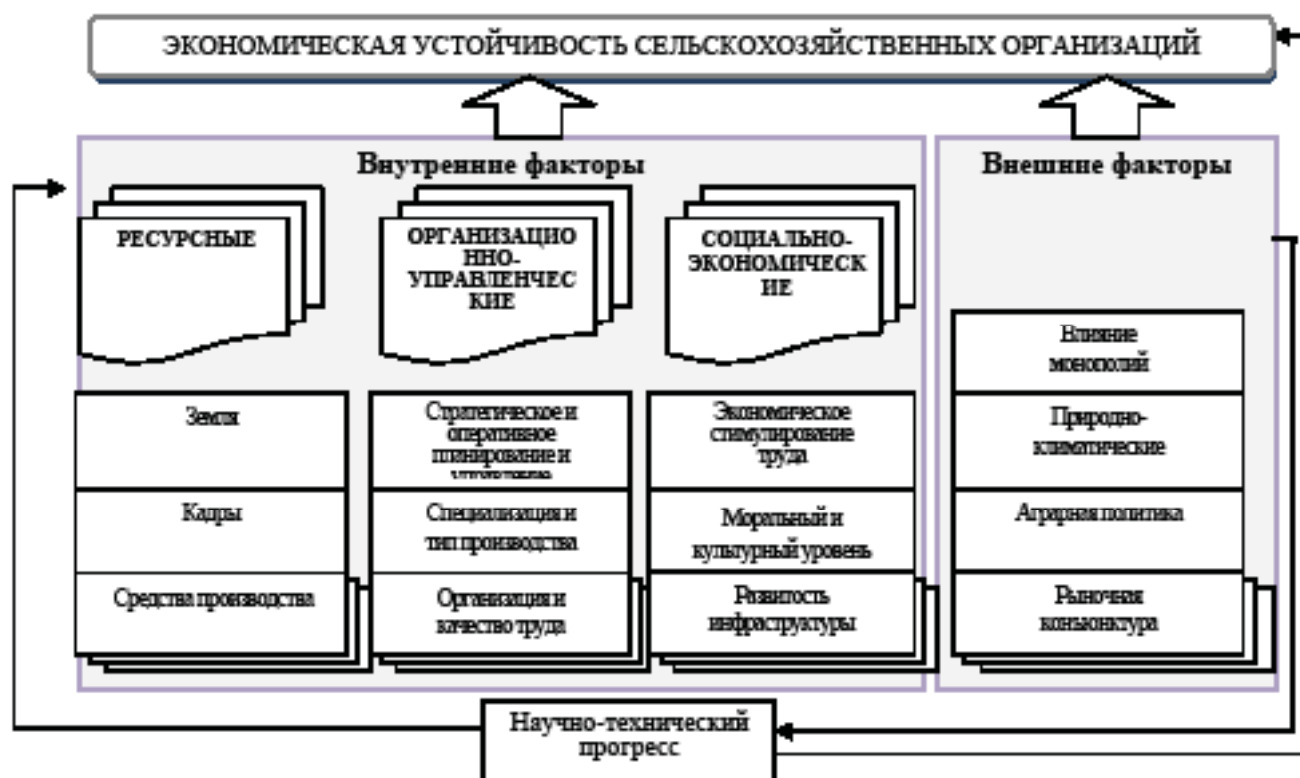 ЭКОНОМИЧЕСКАЯ УСТОЙЧИВОСТЬ СЕЛЬСКОХОЗЯЙСТВЕННЫХ ОРГАНИЗАЦИЙ
Внутренние факторы
РЕСУРСНЫЕ
ОРГАНИЗАЦИО
ННО-
УПРАВЛЕНЧЕС
КИЕ
СОЦИАЛЬНО-
ЭКОНОМИЧЕСК
ИЕ
Земля
Кадры
Средства производства
Стратегическое и
оперативное
планирование и
Специализация и
тип производства
Организация и
качество труда
Экономическое
стимулирование
труда
Моральный и
культурный уровень
Развитость
инфраструктуры
Внешние факторы
Влияние
монополий
Природно-
климатические
Аграрная политика
Рыночная
коньюнктура
Научно-технический
прогресс